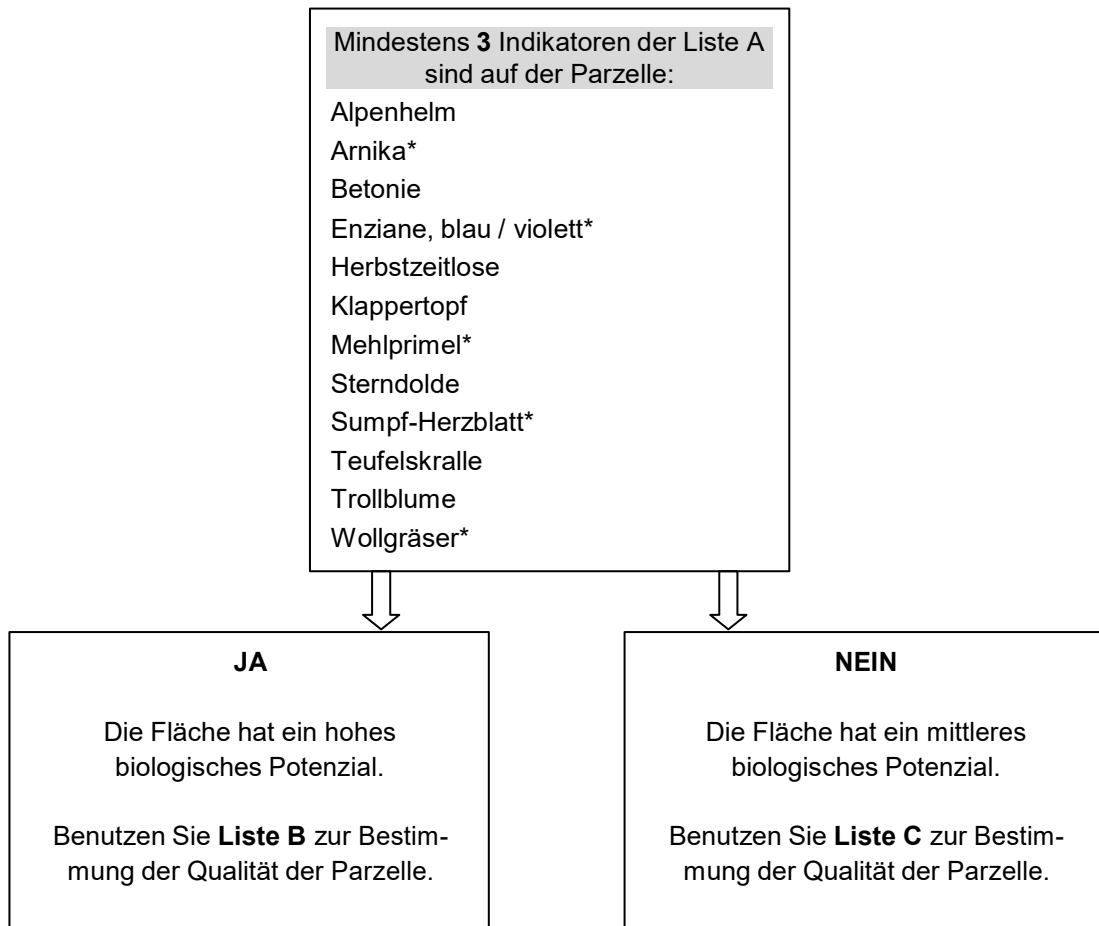 Mindestens 3 Indikatoren der Liste A
sind auf der Parzelle:
Alpenhelm
Arnika*
Betonie
Enziane, blau / violett*
Herbstzeitlose
Klappertopf
Mehlprimel*
Sterndolde
Sumpf-Herzblatt*
Teufelskralle
Trollblume
Wollgräser*
JA
Die Fläche hat ein hohes
biologisches Potenzial.
Benutzen Sie Liste B zur Bestim-
mung der Qualität der Parzelle.
NEIN
Die Fläche hat ein mittleres
biologisches Potenzial.
Benutzen Sie Liste C zur Bestim-
mung der Qualität der Parzelle.